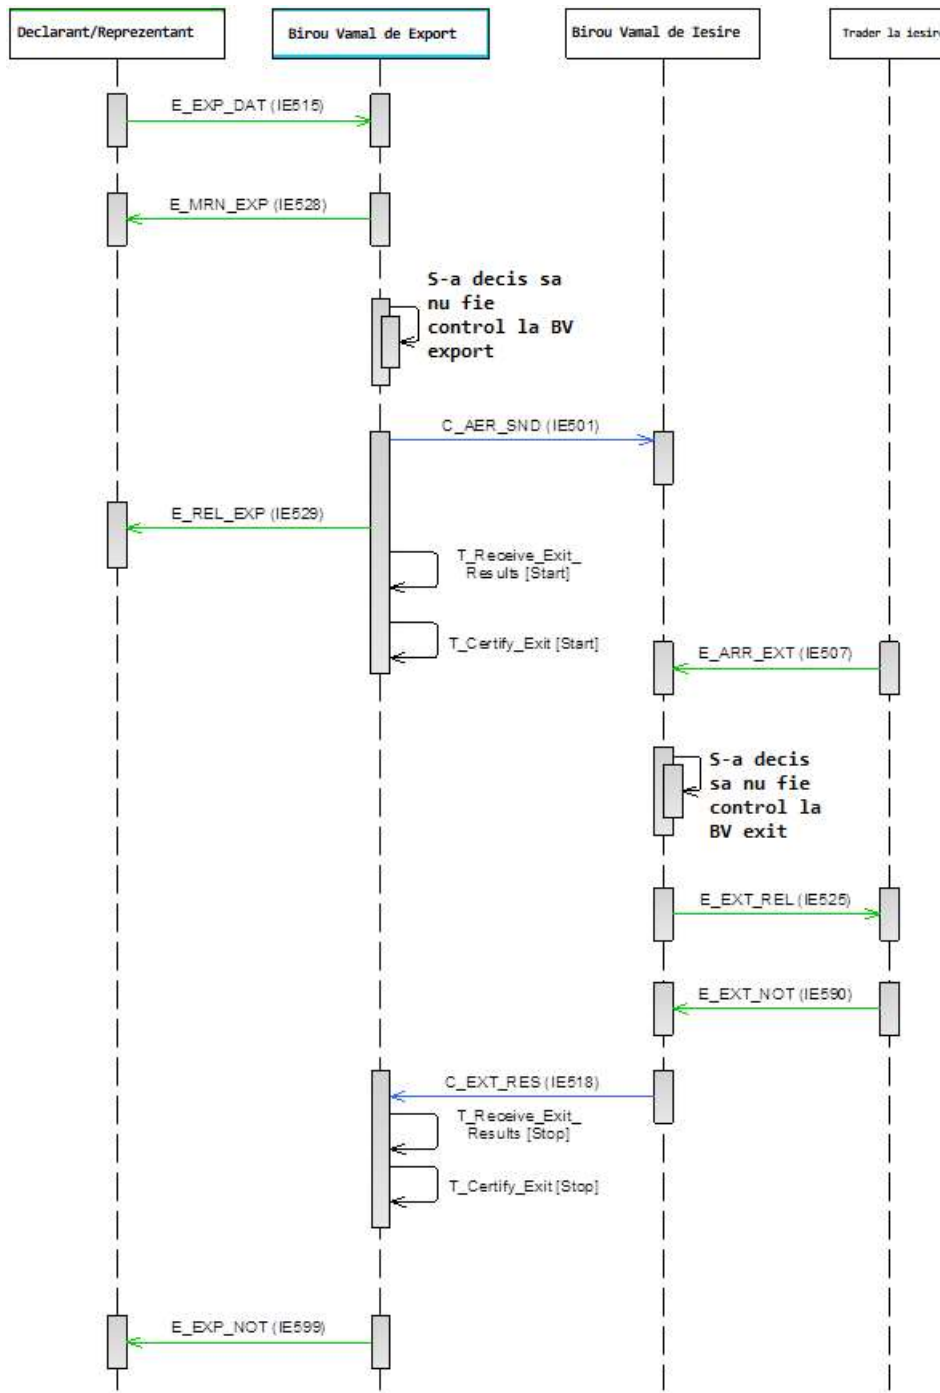 Declarant/Reprezentant
Birou Vamal de Export
Birou Vamal de Iesire
Trader la iesire
E_EXP_DAT (IE515)
E_MRN_EXP (IE528)
S-a decis sa
nu fie
control la BV
export
C_AER_SND (IE501)
E_REL_EXP (IE529)
T_Receive_Exit_
Results [Start]
T_Certify_Exit [Start]
E_ARR_EXT (IE507)
S-a decis
sa nu fie
control la
BV exit
E_EXT_REL (IE525)
E_EXT_NOT (IE590)
C_EXT_RES (IE518)
T_Receive_Exit_
Results [Stop]
T_Certify_Exit [Stop]
E_EXP_NOT (IE599)